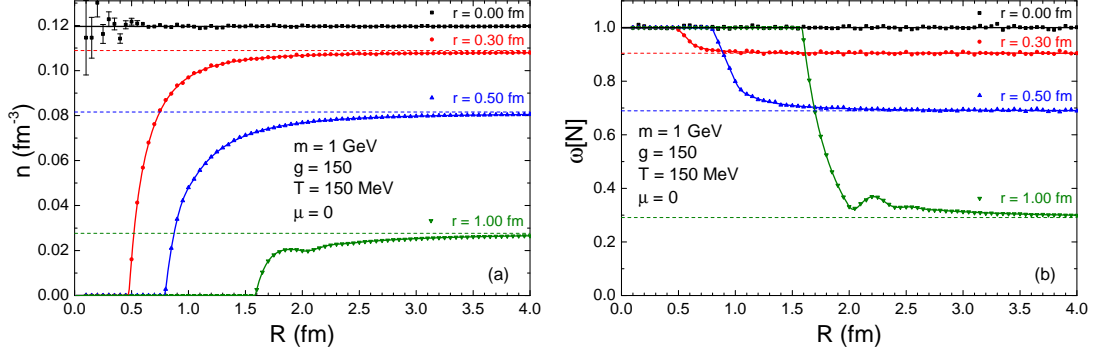 r = 0.00 fm
r = 0.30 fm
r = 0.50 fm
m = 1 GeV
g = 150
T = 150 MeV
μ = 0
r = 1.00 fm
(a)
0.12
0.10
0.08
0.06
0.04
0.02
0.00
n (fm⁻³)
0.0 0.5 1.0 1.5 2.0 2.5 3.0 3.5 4.0
R (fm)
r = 0.00 fm
r = 0.30 fm
r = 0.50 fm
m = 1 GeV
g = 150
T = 150 MeV
μ = 0
r = 1.00 fm
(b)
1.0
0.8
0.6
0.4
0.2
0.0
ω[N]
0.0 0.5 1.0 1.5 2.0 2.5 3.0 3.5 4.0
R (fm)